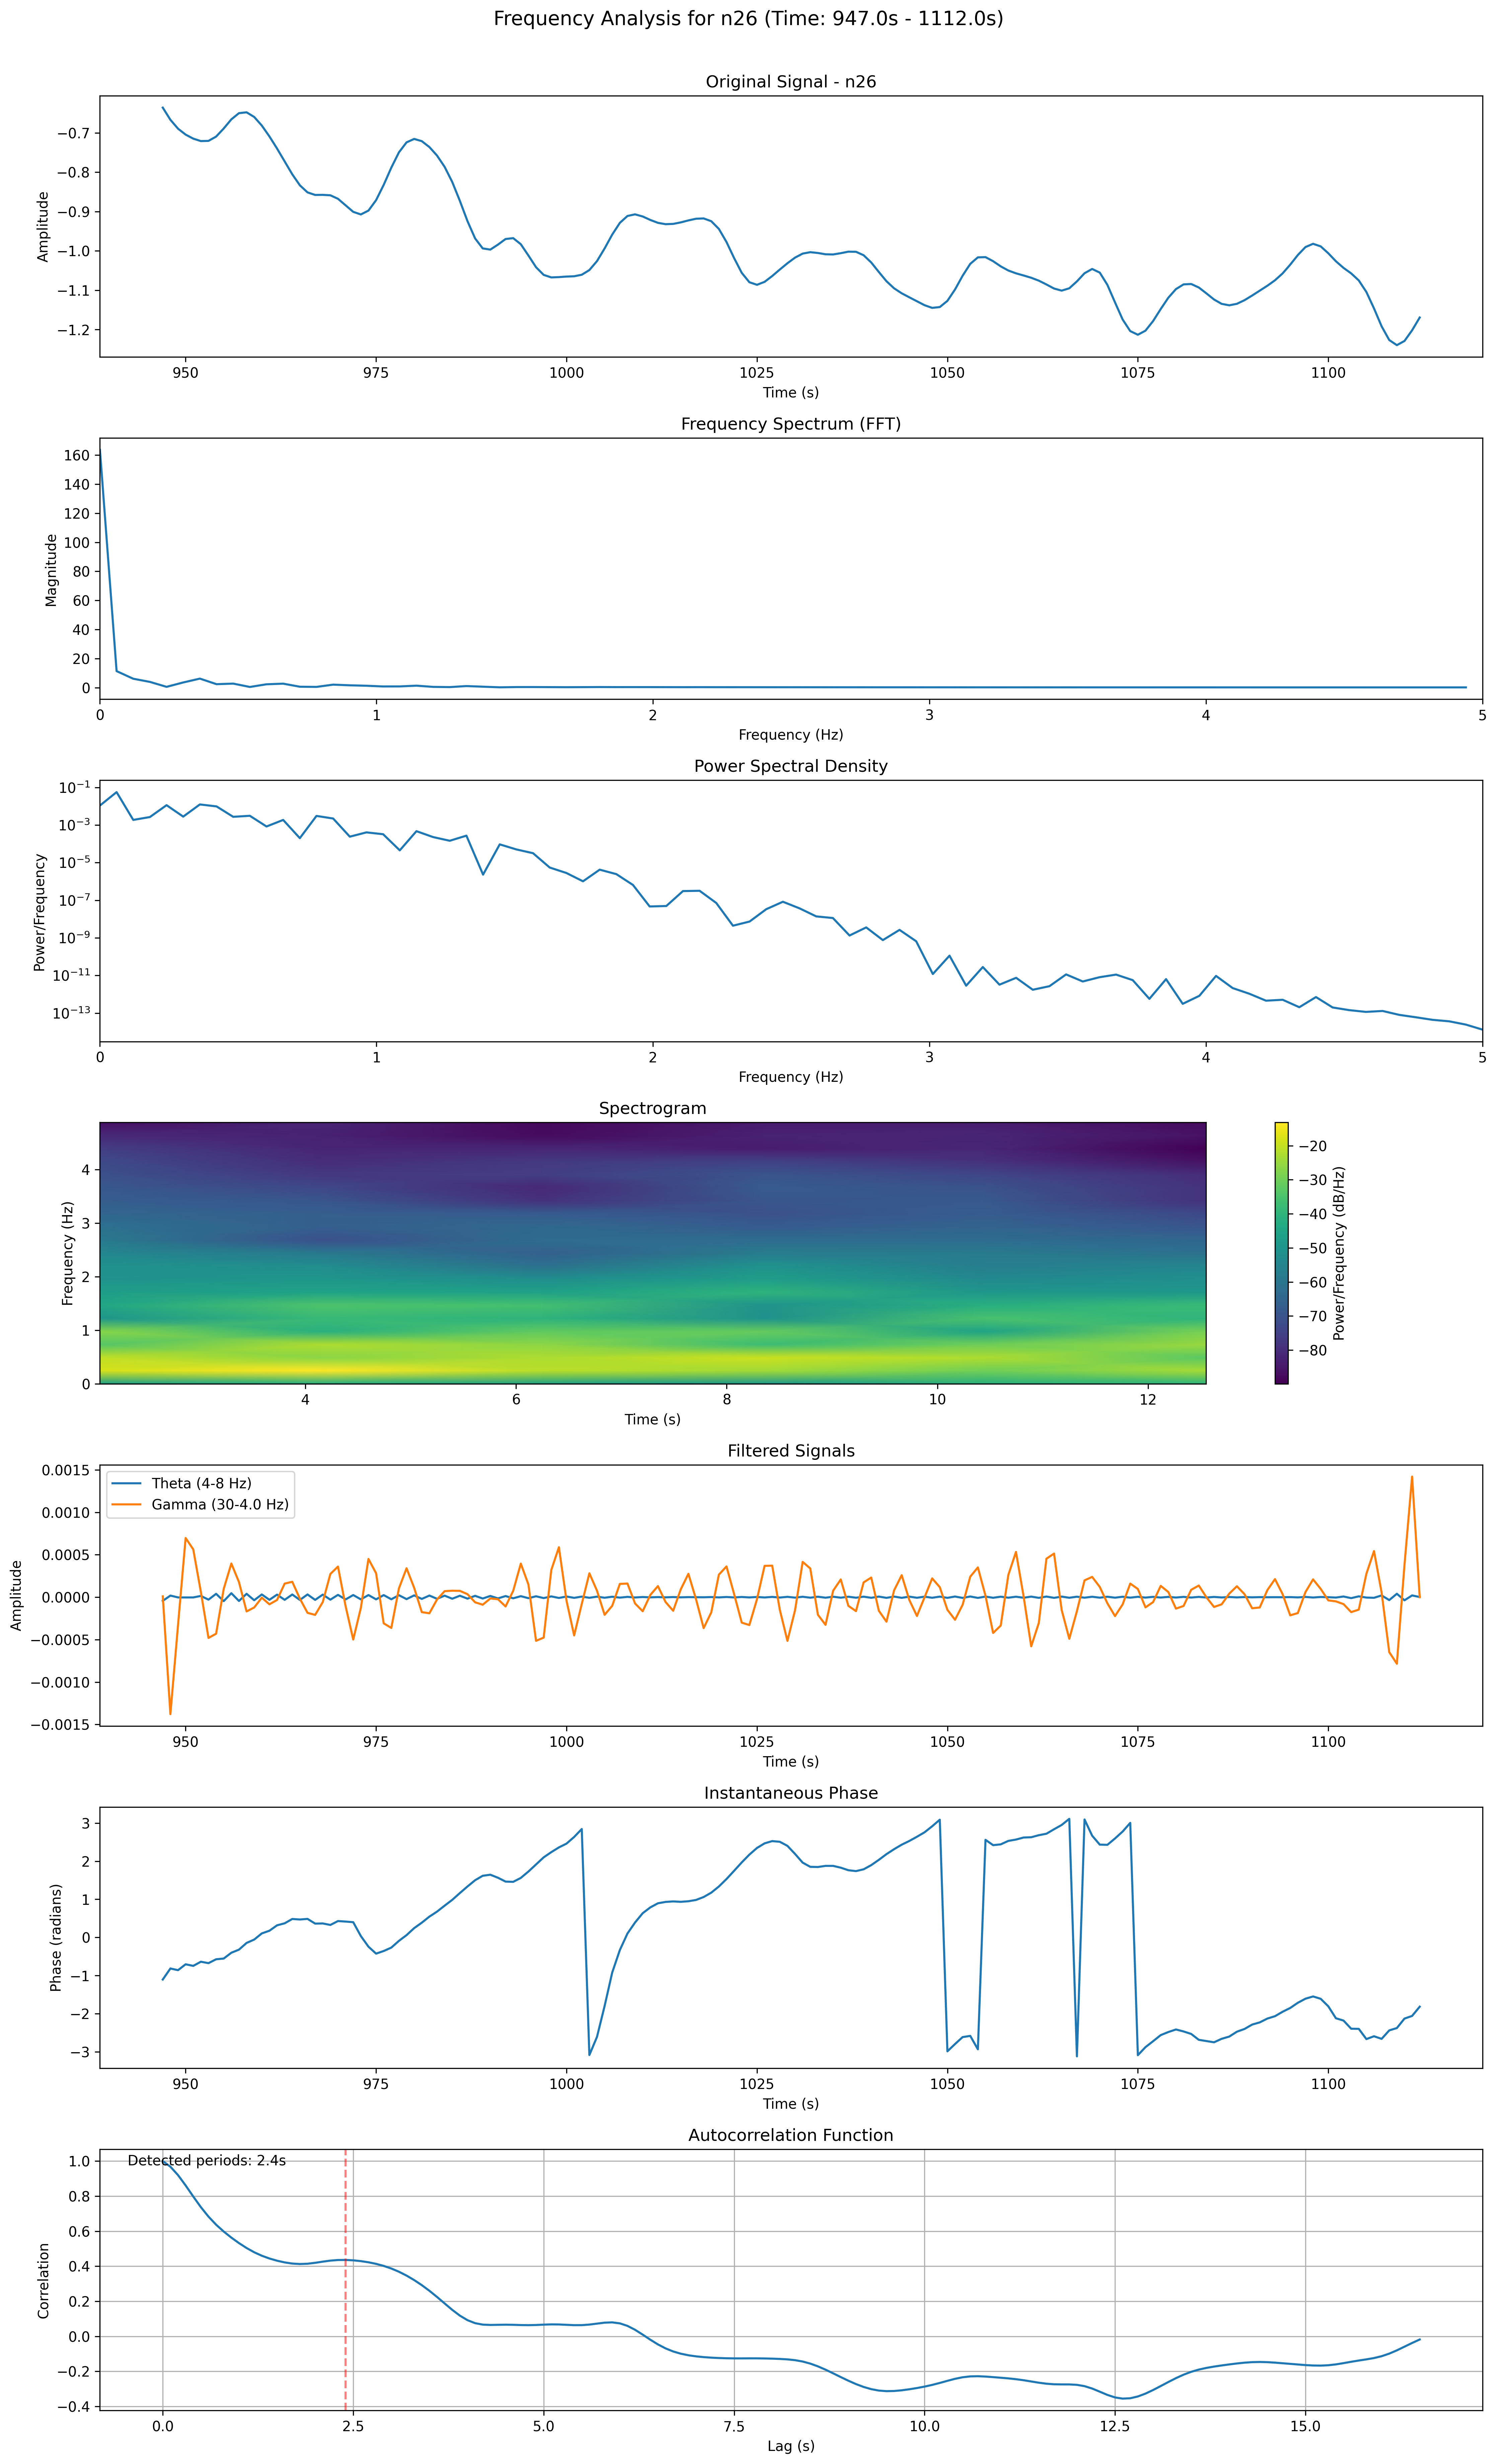 Frequency Analysis for n26 (Time: 947.0s - 1112.0s)
Original Signal - n26
Amplitude
−0.7
−0.8
−0.9
−1.0
−1.1
−1.2
950 975 1000 1025 1050 1075 1100
Time (s)
Frequency Spectrum (FFT)
Magnitude
160
140
120
100
80
60
40
20
0
0 1 2 3 4 5
Frequency (Hz)
Power Spectral Density
Power/Frequency
10⁻¹
10⁻³
10⁻⁵
10⁻⁷
10⁻⁹
10⁻¹¹
10⁻¹³
0 1 2 3 4 5
Frequency (Hz)
Spectrogram
Frequency (Hz)
4
3
2
1
0
4 6 8 10 12
Time (s)
−20
−30
−40
−50
−60
−70
−80
Power/Frequency (dB/Hz)
Filtered Signals
Theta (4-8 Hz)
Gamma (30-4.0 Hz)
Amplitude
0.0015
0.0010
0.0005
0.0000
−0.0005
−0.0010
−0.0015
950 975 1000 1025 1050 1075 1100
Time (s)
Instantaneous Phase
Phase (radians)
3
2
1
0
−1
−2
−3
950 975 1000 1025 1050 1075 1100
Time (s)
Autocorrelation Function
Detected periods: 2.4s
Correlation
1.0
0.8
0.6
0.4
0.2
0.0
−0.2
−0.4
0.0 2.5 5.0 7.5 10.0 12.5 15.0
Lag (s)